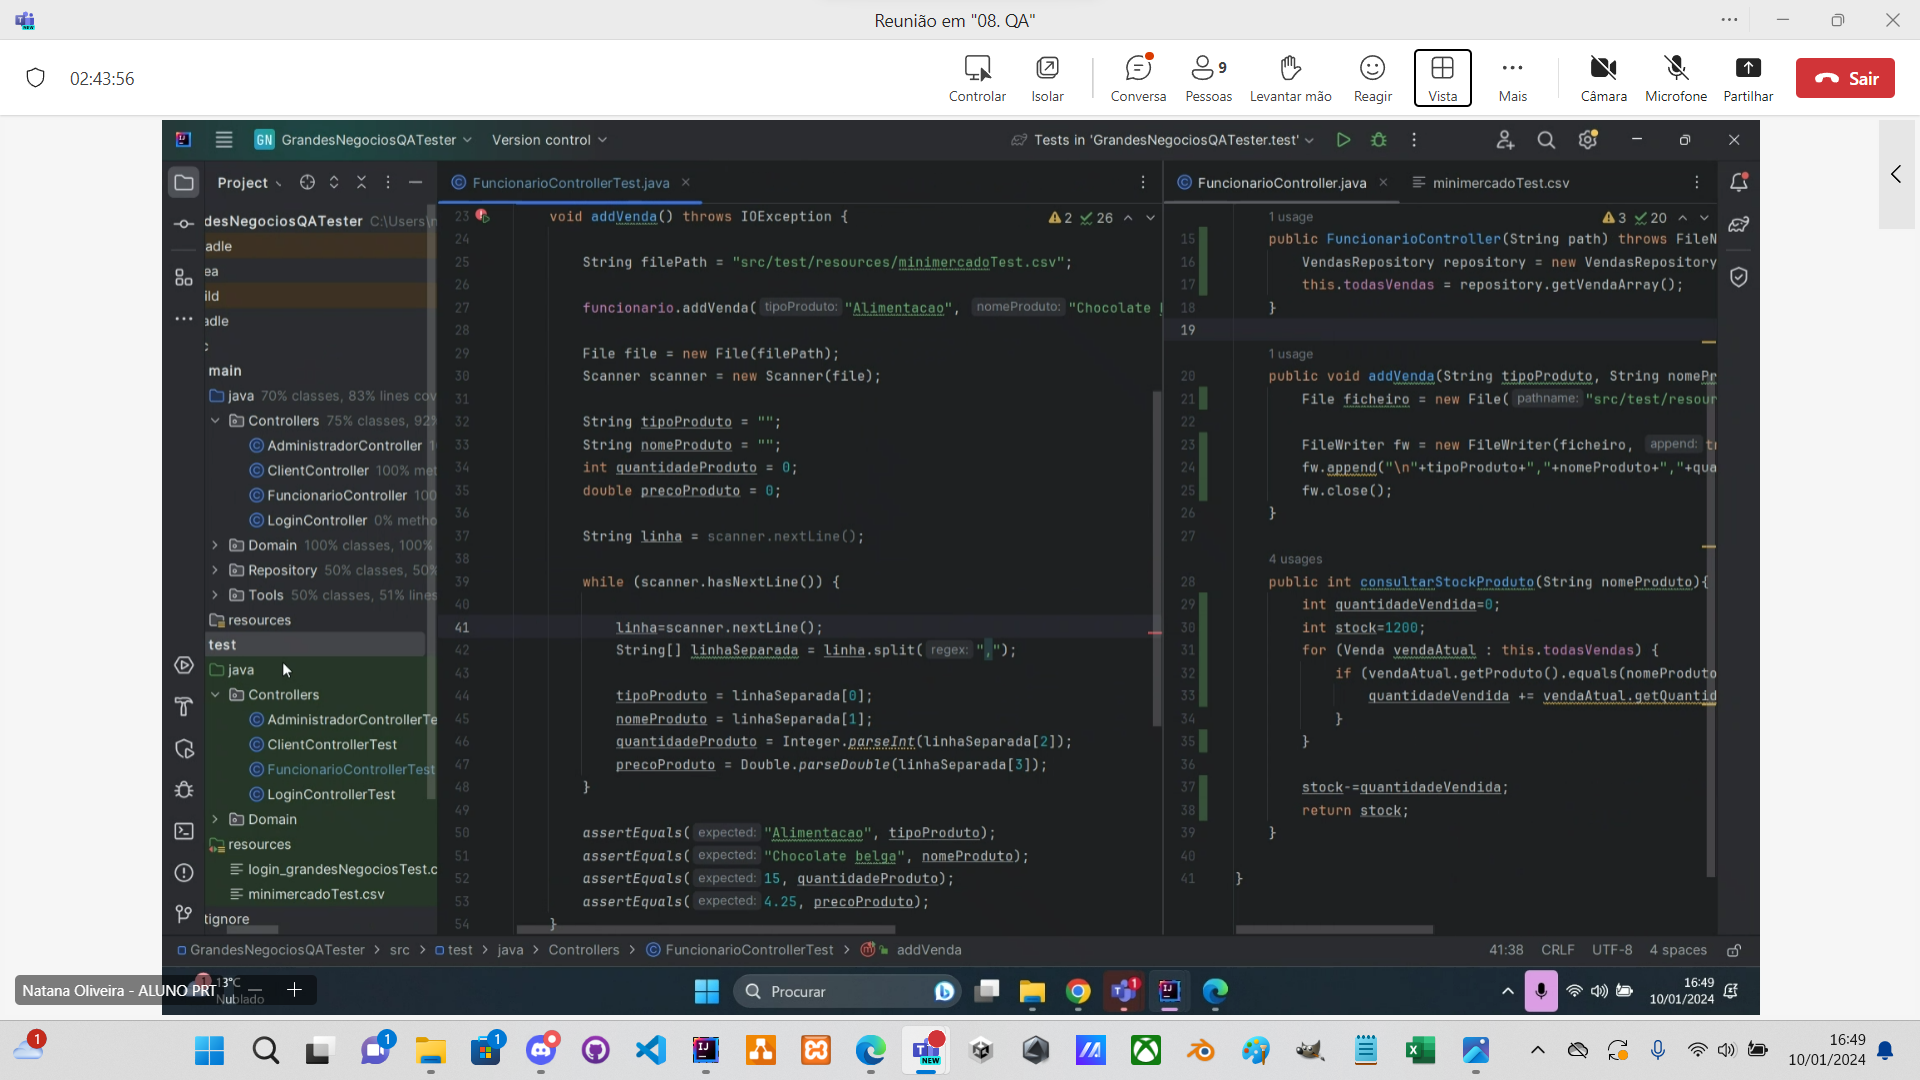 Reunião em "08. QA"
02:43:56
Controlar
Isolar
Conversa
Pessoas
9
Levantar mão
Reagir
Vista
Mais
Câmara
Microfone
Partilhar
Sair
GN GrandesNegociosQATester
Version control
Tests in 'GrandesNegociosQATester.test'
Project
desNegociosQATester C:\Users\n
adle
ea
ild
adle
c
main
java 70% classes, 83% lines cov
Controllers 75% classes, 92%
AdministradorController 1
ClientController 100% met
FuncionarioController 100
LoginController 0% metho
Domain 100% classes, 100%
Repository 50% classes, 50%
Tools 50% classes, 51% lines
resources
test
java
Controllers
AdministradorControllerTe
ClientControllerTest
FuncionarioControllerTest
LoginControllerTest
Domain
resources
login_grandesNegociosTest.c
minimercadoTest.csv
tignore
FuncionarioControllerTest.java
2 26
23 void addVenda() throws IOException {
24
25 String filePath = "src/test/resources/minimercadoTest.csv";
26
27 funcionario.addVenda( tipoProduto: "Alimentacao", nomeProduto: "Chocolate
28
29 File file = new File(filePath);
30 Scanner scanner = new Scanner(file);
31
32 String tipoProduto = "";
33 String nomeProduto = "";
34 int quantidadeProduto = 0;
35 double precoProduto = 0;
36
37 String linha = scanner.nextLine();
38
39 while (scanner.hasNextLine()) {
40
41 linha=scanner.nextLine();
42 String[] linhaSeparada = linha.split( regex: ",");
43
44 tipoProduto = linhaSeparada[0];
45 nomeProduto = linhaSeparada[1];
46 quantidadeProduto = Integer.parseInt(linhaSeparada[2]);
47 precoProduto = Double.parseDouble(linhaSeparada[3]);
48 }
49
50 assertEquals( expected: "Alimentacao", tipoProduto);
51 assertEquals( expected: "Chocolate belga", nomeProduto);
52 assertEquals( expected: 15, quantidadeProduto);
53 assertEquals( expected: 4.25, precoProduto);
54 }
FuncionarioController.java
minimercadoTest.csv
1 usage
3 20
15 public FuncionarioController(String path) throws FileN
16 VendasRepository repository = new VendasRepository
17 this.todasVendas = repository.getVendaArray();
18 }
19
1 usage
20 public void addVenda(String tipoProduto, String nomePr
21 File ficheiro = new File( pathname: "src/test/resour
22
23 FileWriter fw = new FileWriter(ficheiro, append: t
24 fw.append("\n"+tipoProduto+","+nomeProduto+","+qua
25 fw.close();
26 }
27
4 usages
28 public int consultarStockProduto(String nomeProduto){
29 int quantidadeVendida=0;
30 int stock=1200;
31 for (Venda vendaAtual : this.todasVendas) {
32 if (vendaAtual.getProduto().equals(nomeProduto
33 quantidadeVendida += vendaAtual.getQuantid
34 }
35 }
36
37 stock-=quantidadeVendida;
38 return stock;
39 }
40
41 }
GrandesNegociosQATester > src > test > java > Controllers > FuncionarioControllerTest > addVenda
41:38 CRLF UTF-8 4 spaces
Natana Oliveira - ALUNO PRT
1
13°C
Nublado
Procurar
1
16:49
10/01/2024
1
1
1
NEW
16:49
10/01/2024